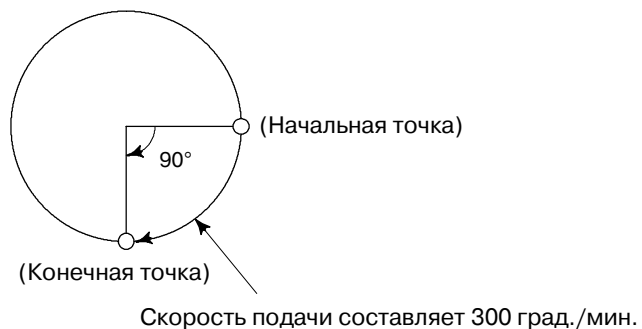 (Начальная точка)
90°
(Конечная точка)
Скорость подачи составляет 300 град./мин.